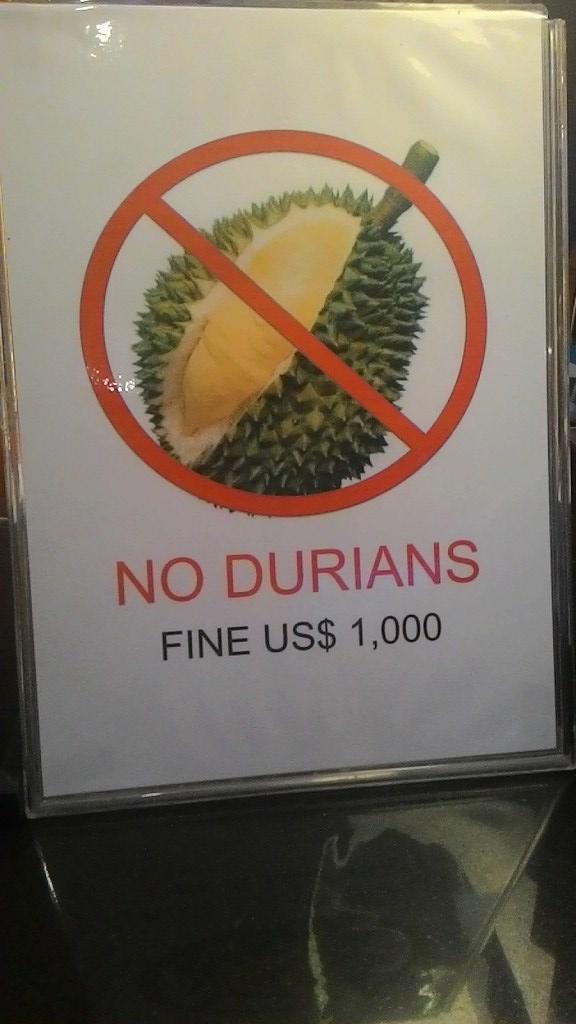 NO DURIANS
FINE US$ 1,000